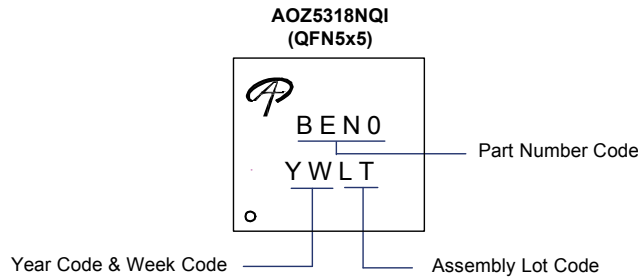 AOZ5318NQI
(QFN5x5)
BEN0
Part Number Code
YWLT
Year Code & Week Code
Assembly Lot Code